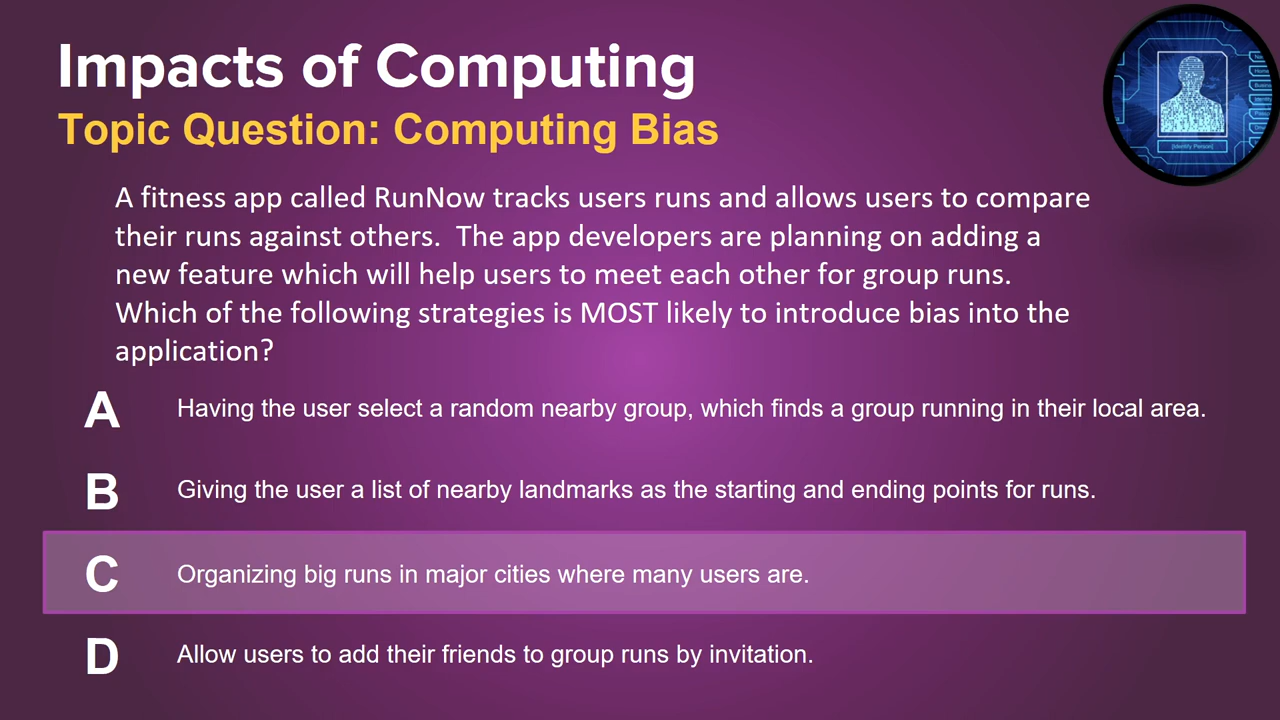 Impacts of Computing
Topic Question: Computing Bias
A fitness app called RunNow tracks users runs and allows users to compare
their runs against others.  The app developers are planning on adding a
new feature which will help users to meet each other for group runs.
Which of the following strategies is MOST likely to introduce bias into the
application?
A Having the user select a random nearby group, which finds a group running in their local area.
B Giving the user a list of nearby landmarks as the starting and ending points for runs.
C Organizing big runs in major cities where many users are.
D Allow users to add their friends to group runs by invitation.
[Identify Person]